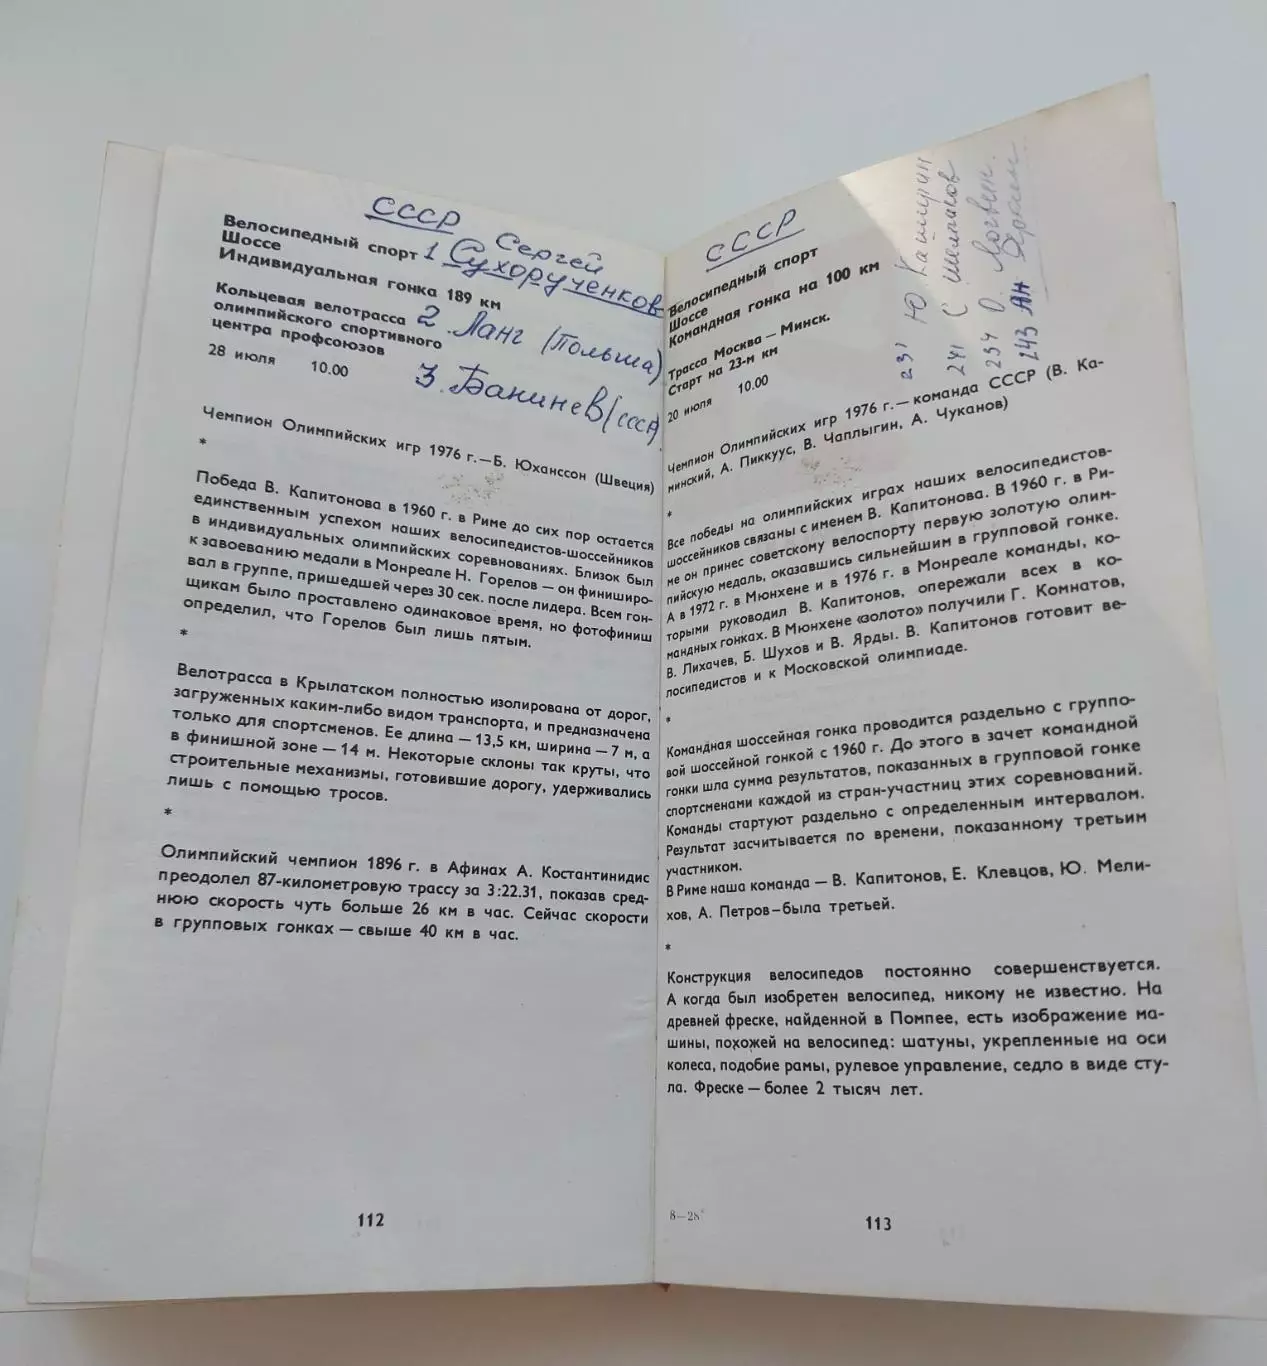 СССР
Велосипедный спорт 1 Сергей
Шоссе Сухорученков
Индивидуальная гонка 189 км
Кольцевая велотрасса 2. Ланг (Польша)
олимпийского спортивного
центра профсоюзов
28 июля 10.00 3. Банинев (СССР)
Чемпион Олимпийских игр 1976 г.—Б. Юханссон (Швеция)
*
Победа В. Капитонова в 1960 г. в Риме до сих пор остается
единственным успехом наших велосипедистов-шоссейников
в индивидуальных олимпийских соревнованиях. Близок был
к завоеванию медали в Монреале Н. Горелов — он финиширо-
вал в группе, пришедшей через 30 сек. после лидера. Всем гон-
щикам было проставлено одинаковое время, но фотофиниш
определил, что Горелов был лишь пятым.
*
Велотрасса в Крылатском полностью изолирована от дорог,
загруженных каким-либо видом транспорта, и предназначена
только для спортсменов. Ее длина — 13,5 км, ширина — 7 м, а
в финишной зоне — 14 м. Некоторые склоны так круты, что
строительные механизмы, готовившие дорогу, удерживались
лишь с помощью тросов.
*
Олимпийский чемпион 1896 г. в Афинах А. Костантинидис
преодолел 87-километровую трассу за 3:22.31, показав сред-
нюю скорость чуть больше 26 км в час. Сейчас скорости
в групповых гонках — свыше 40 км в час.
112
СССР
Велосипедный спорт
Шоссе
Командная гонка на 100 км
Трасса Москва — Минск.
Старт на 23-м км
20 июля 10.00
231 Ю Каширин
241 С Шелпаков
234 О. Логвин.
243 Ан
Чемпион Олимпийских игр 1976 г.— команда СССР (В. Ка-
минский, А. Пиккуус, В. Чаплыгин, А. Чуканов)
*
Все победы на олимпийских играх наших велосипедистов-
шоссейников связаны с именем В. Капитонова. В 1960 г. в Ри-
ме он принес советскому велоспорту первую золотую олим-
пийскую медаль, оказавшись сильнейшим в групповой гонке.
А в 1972 г. в Мюнхене и в 1976 г. в Монреале команды, ко-
торыми руководил В. Капитонов, опережали всех в ко-
мандных гонках. В Мюнхене «золото» получили Г. Комнатов,
В. Лихачев, Б. Шухов и В. Ярды. В. Капитонов готовит ве-
лосипедистов и к Московской олимпиаде.
*
Командная шоссейная гонка проводится раздельно с группо-
вой шоссейной гонкой с 1960 г. До этого в зачет командной
гонки шла сумма результатов, показанных в групповой гонке
спортсменами каждой из стран-участниц этих соревнований.
Команды стартуют раздельно с определенным интервалом.
Результат засчитывается по времени, показанному третьим
участником.
В Риме наша команда — В. Капитонов, Е. Клевцов, Ю. Мели-
хов, А. Петров–была третьей.
*
Конструкция велосипедов постоянно совершенствуется.
А когда был изобретен велосипед, никому не известно. На
древней фреске, найденной в Помпее, есть изображение ма-
шины, похожей на велосипед: шатуны, укрепленные на оси
колеса, подобие рамы, рулевое управление, седло в виде сту-
ла. Фреске — более 2 тысяч лет.
8—28
113